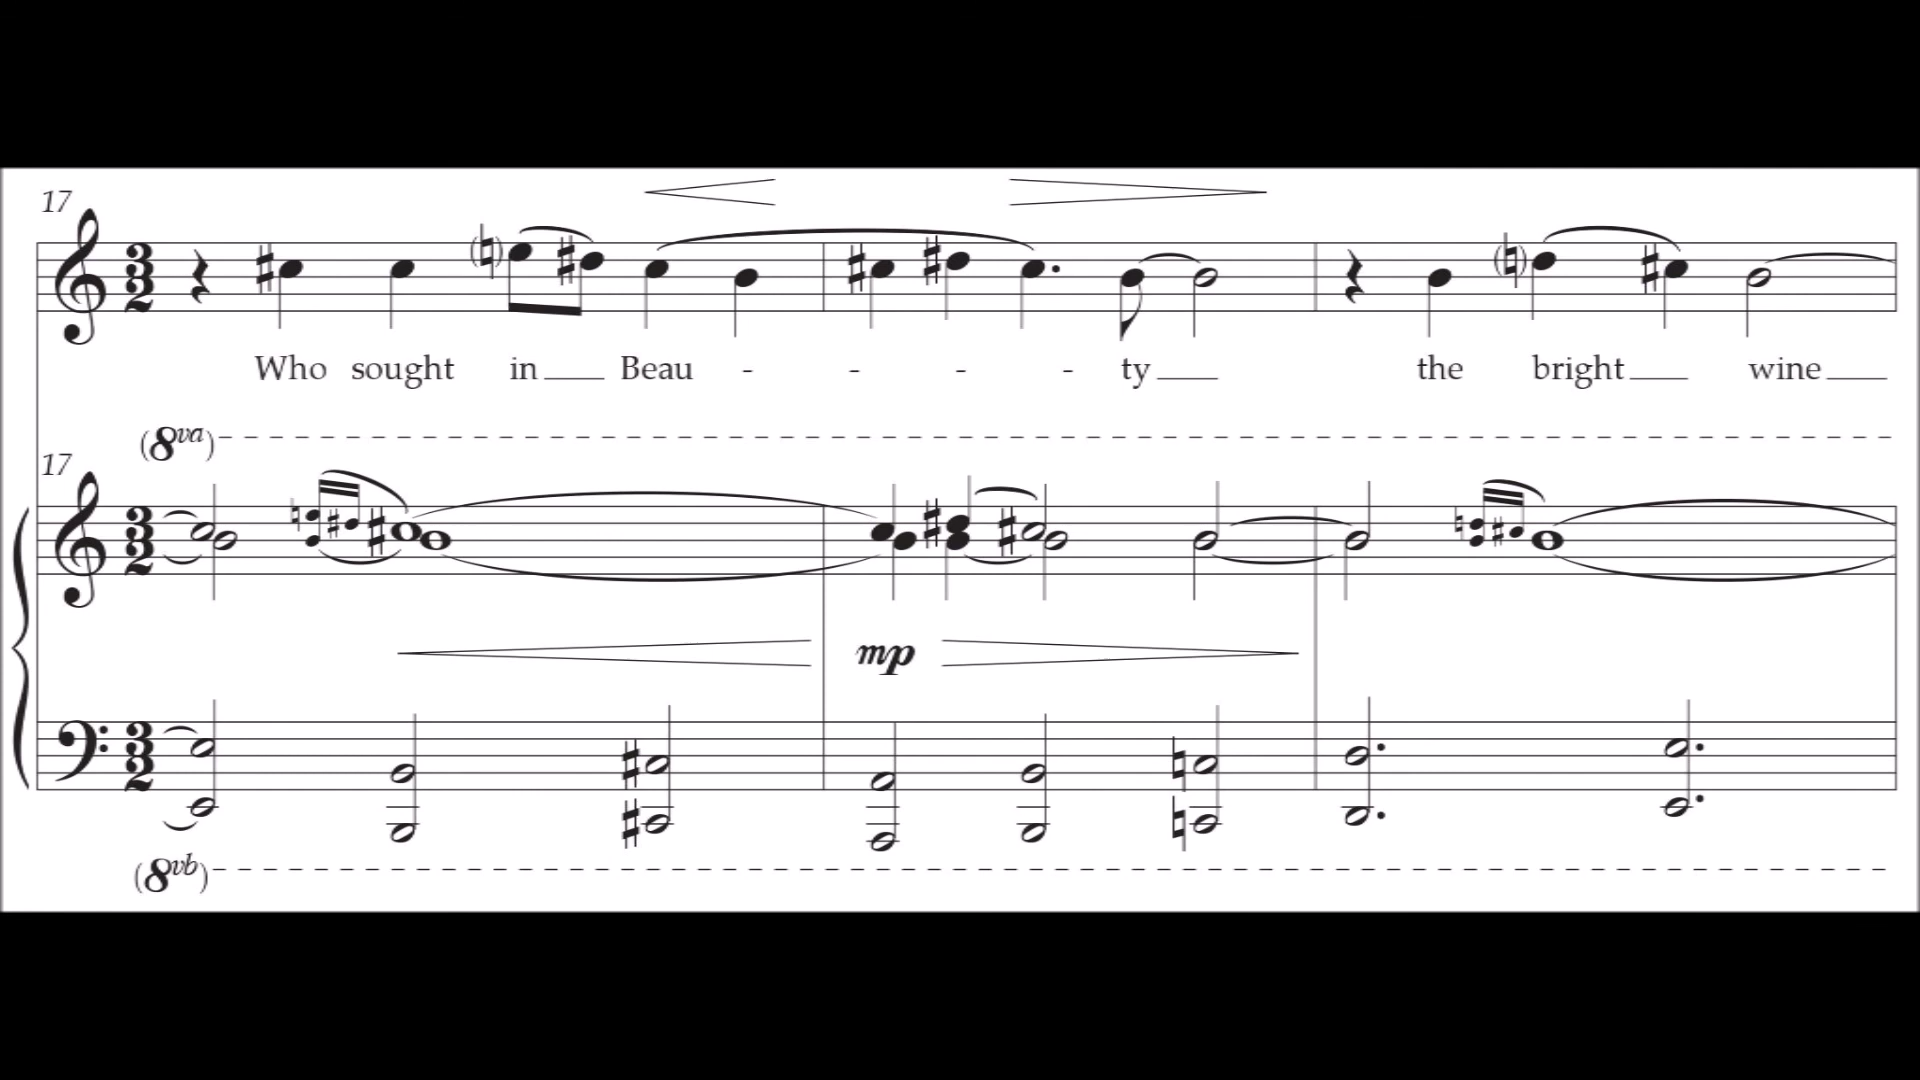 17
Who sought in Beau - - - - ty the bright wine
(8va)
17
mp
(8vb)